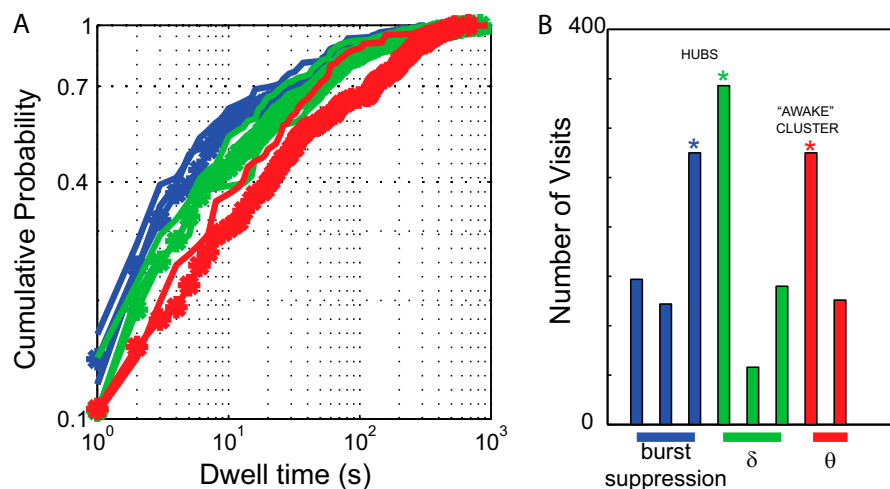 A
Cumulative Probability
1
0.7
0.4
0.1
10^0
10^1
10^2
10^3
Dwell time (s)
B
Number of Visits
400
0
HUBS
*
*
"AWAKE"
CLUSTER
*
burst
suppression
δ
θ